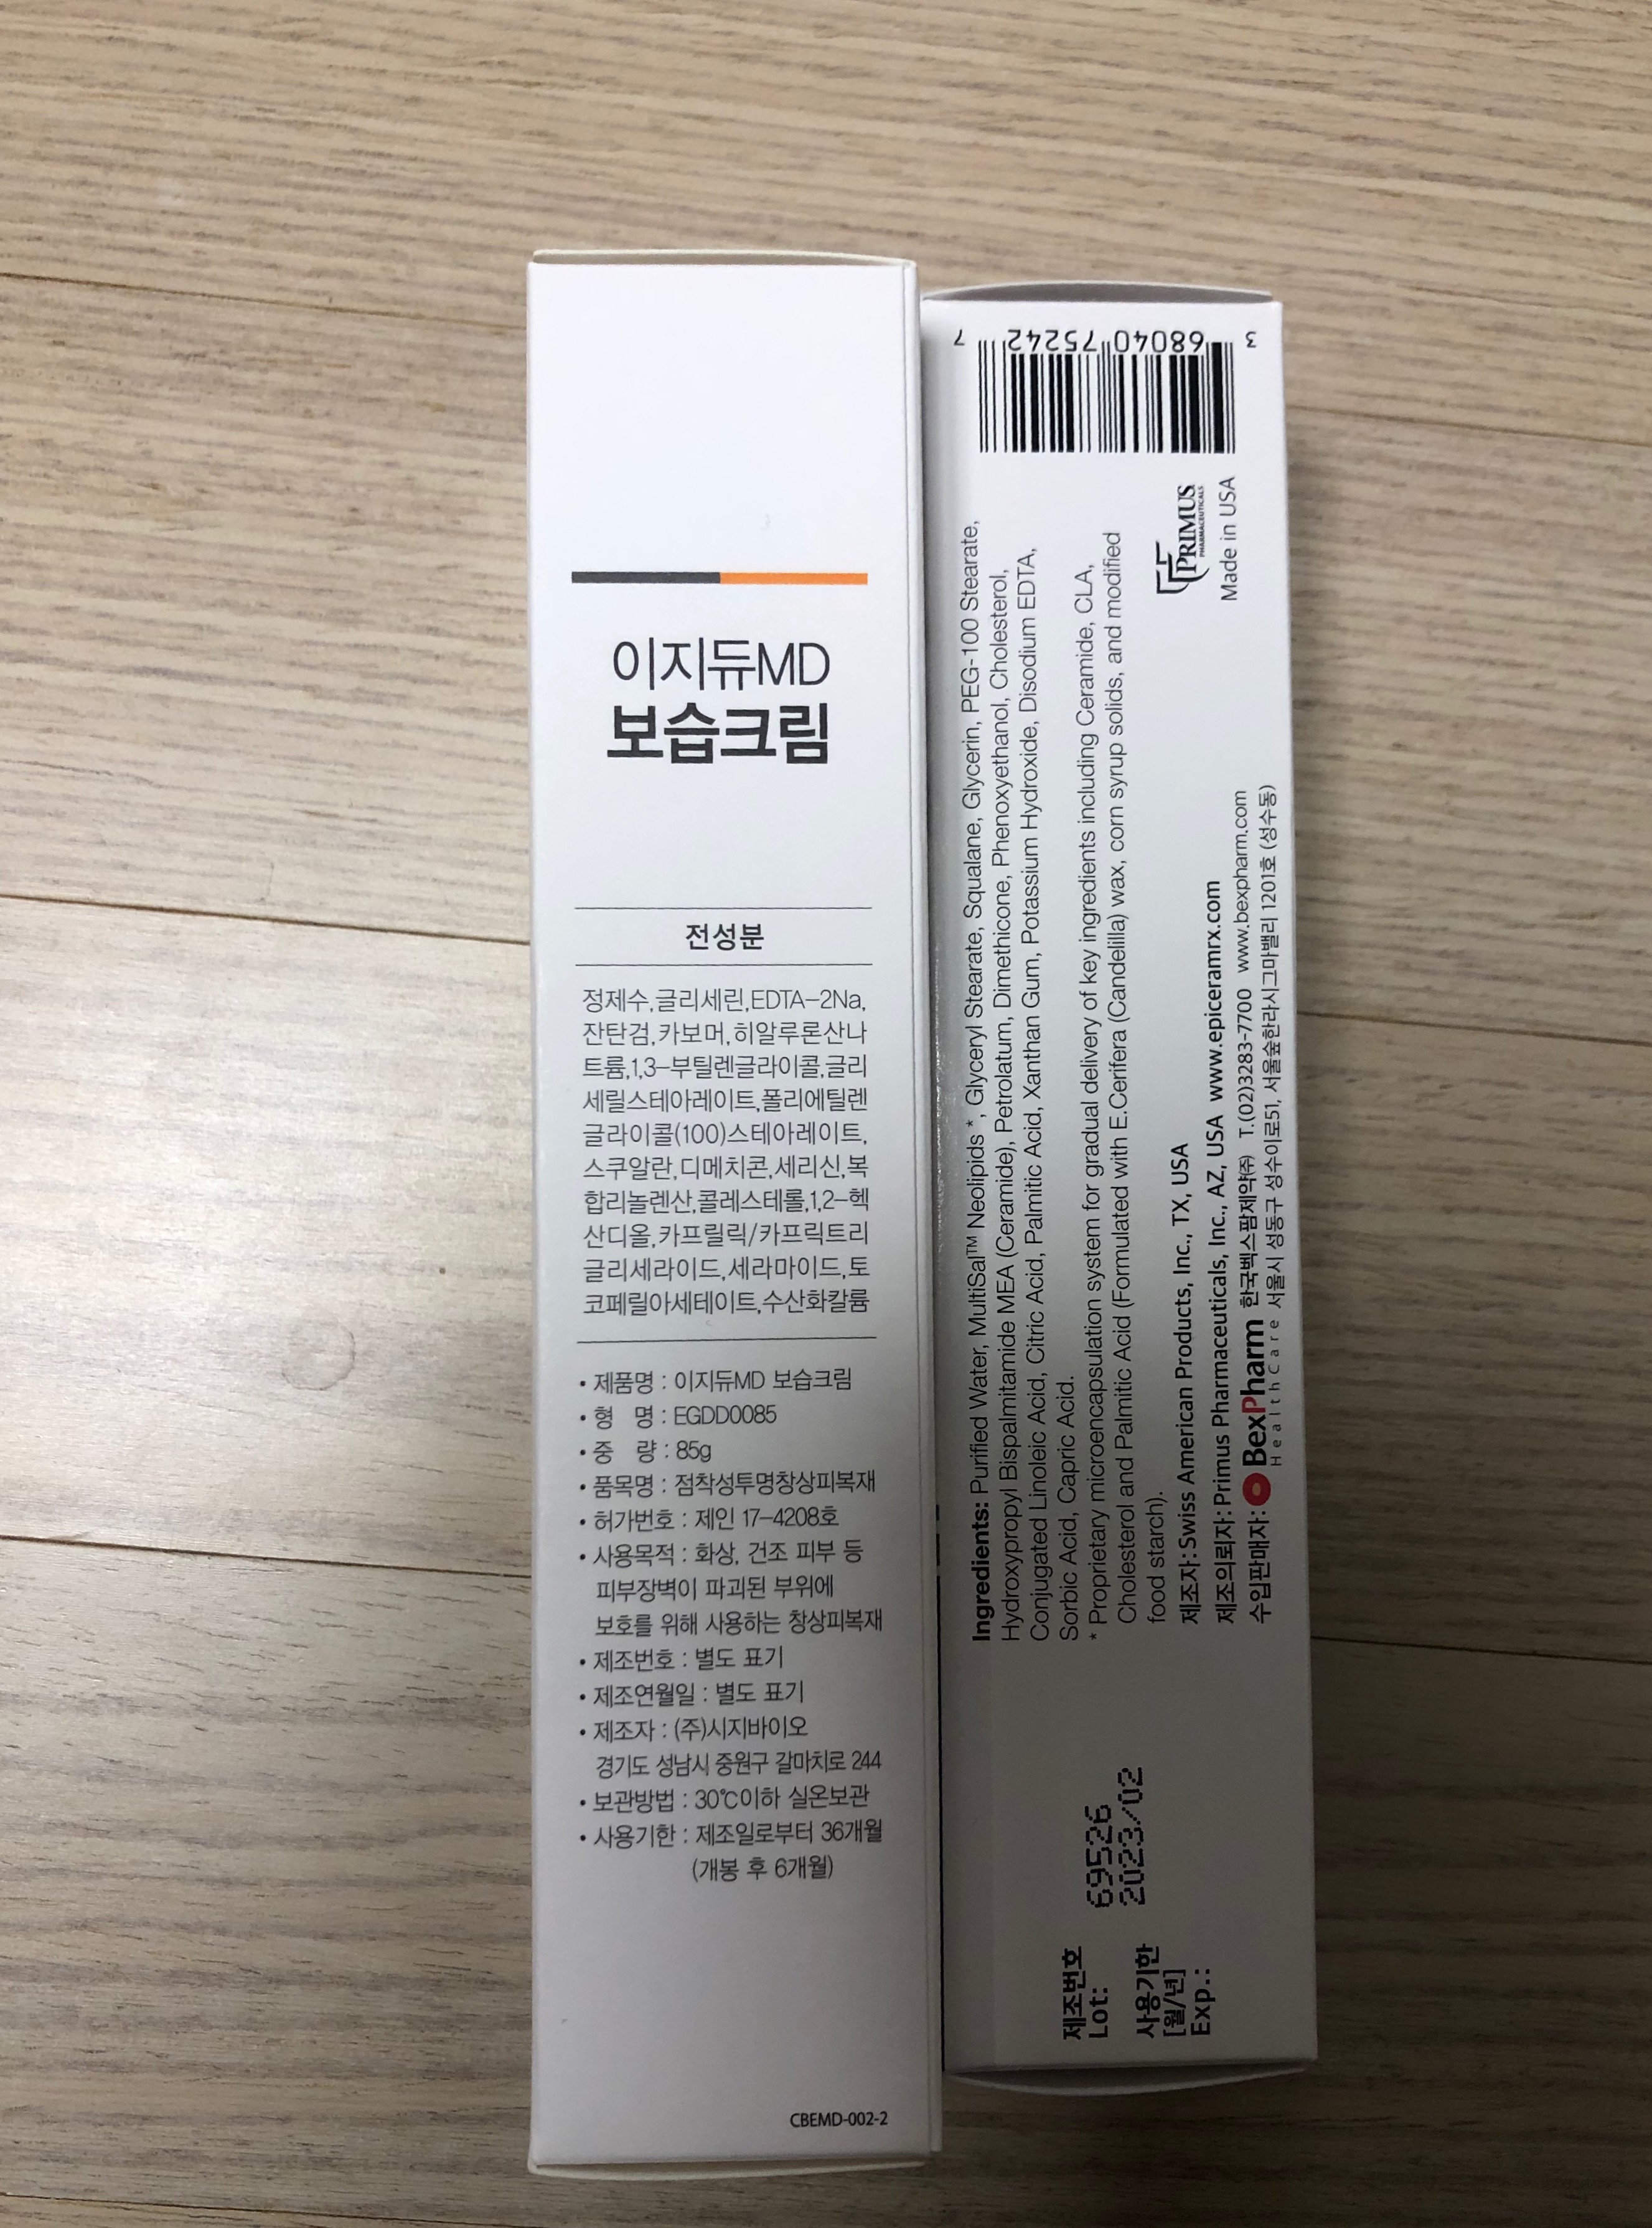 이지듀MD
보습크림
전성분
정제수,글리세린,EDTA-2Na,
잔탄검,카보머,히알루론산나
트륨,1,3-부틸렌글라이콜,글리
세릴스테아레이트,폴리에틸렌
글라이콜(100)스테아레이트,
스쿠알란,디메치콘,세리신,복
합리놀렌산,콜레스테롤,1,2-헥
산디올,카프릴릭/카프릭트리
글리세라이드,세라마이드,토
코페릴아세테이트,수산화칼륨
• 제품명 : 이지듀MD 보습크림
• 형 명 : EGDD0085
• 중 량 : 85g
• 품목명 : 점착성투명창상피복재
• 허가번호 : 제인 17-4208호
• 사용목적 : 화상, 건조 피부 등
피부장벽이 파괴된 부위에
보호를 위해 사용하는 창상피복재
• 제조번호 : 별도 표기
• 제조연월일 : 별도 표기
• 제조자 : (주)시지바이오
경기도 성남시 중원구 갈마치로 244
• 보관방법 : 30℃이하 실온보관
• 사용기한 : 제조일로부터 36개월
(개봉 후 6개월)
CBEMD-002-2
Ingredients: Purified Water, MultiSal™ Neolipids*, Glyceryl Stearate, Squalane, Glycerin, PEG-100 Stearate,
Hydroxypropyl Bispalmitamide MEA (Ceramide), Petrolatum, Dimethicone, Phenoxyethanol, Cholesterol,
Conjugated Linoleic Acid, Citric Acid, Palmitic Acid, Xanthan Gum, Potassium Hydroxide, Disodium EDTA,
Sorbic Acid, Capric Acid.
* Proprietary microencapsulation system for gradual delivery of key ingredients including Ceramide, CLA,
Cholesterol and Palmitic Acid (Formulated with E.Cerifera (Candelilla) wax, corn syrup solids, and modified
food starch).
제조자: Swiss American Products, Inc., TX, USA
제조의뢰자: Primus Pharmaceuticals, Inc., AZ, USA www.epiceramrx.com
수입판매자: BexPharm 한국벡스팜제약(주) T.(02)3283-7700 www.bexpharm.com
HealthCare 서울시 성동구 성수이로51, 서울숲한라시그마밸리 1201호 (성수동)
PRIMUS
PHARMACEUTICALS
Made in USA
3 68040 75242 7
제조번호
Lot: 69526
사용기한 2023/02
[월/년]
Exp.: